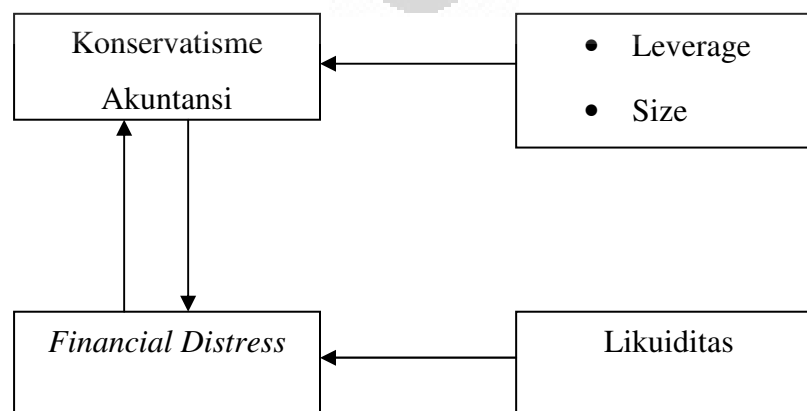 Konservatisme
Akuntansi
• Leverage
• Size
Financial Distress
Likuiditas